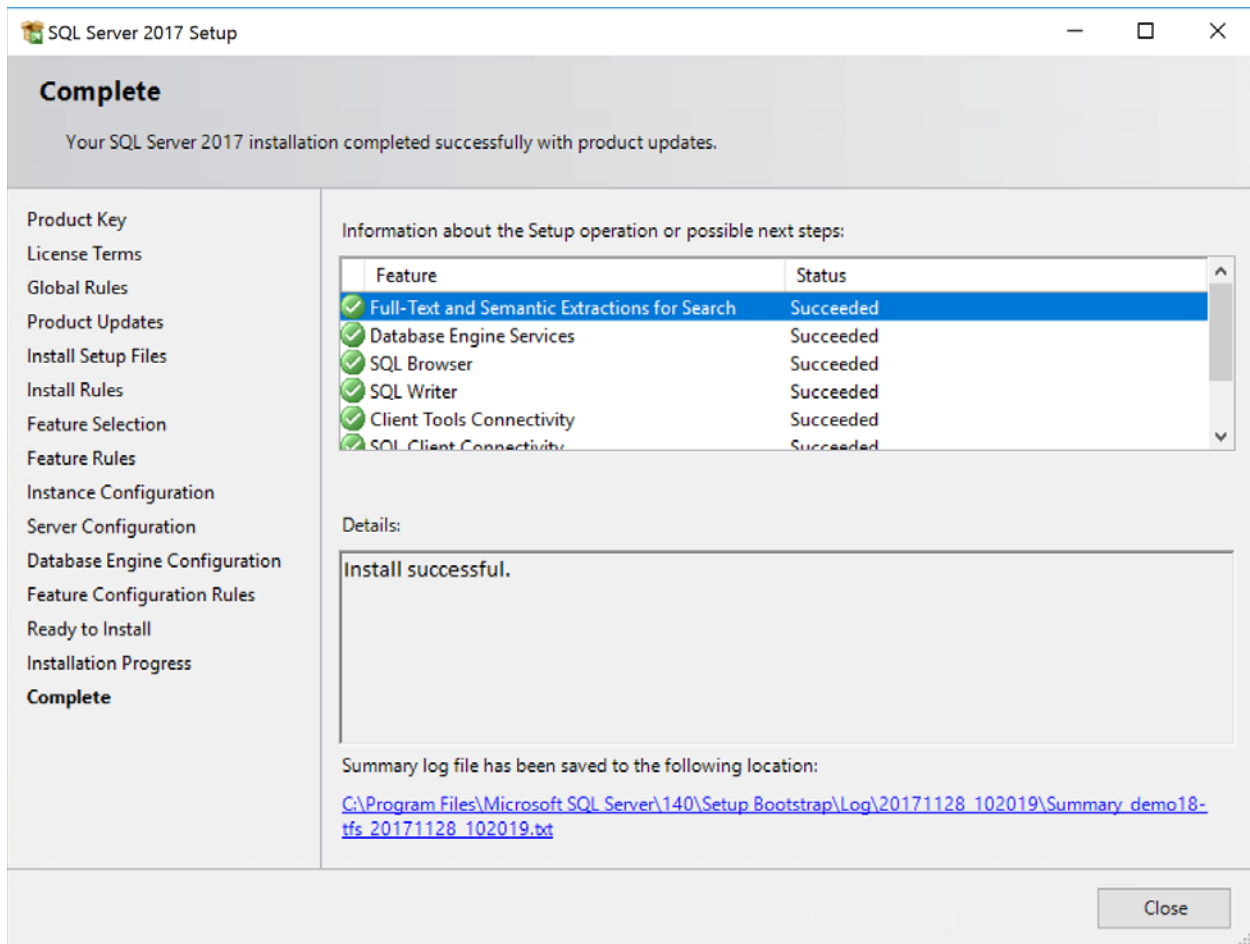 SQL Server 2017 Setup
Complete
Your SQL Server 2017 installation completed successfully with product updates.
Product Key
License Terms
Global Rules
Product Updates
Install Setup Files
Install Rules
Feature Selection
Feature Rules
Instance Configuration
Server Configuration
Database Engine Configuration
Feature Configuration Rules
Ready to Install
Installation Progress
Complete
Information about the Setup operation or possible next steps:
Feature Status
Full-Text and Semantic Extractions for Search Succeeded
Database Engine Services Succeeded
SQL Browser Succeeded
SQL Writer Succeeded
Client Tools Connectivity Succeeded
SQL Client Connectivity Succeeded
Details:
Install successful.
Summary log file has been saved to the following location:
C:\Program Files\Microsoft SQL Server\140\Setup Bootstrap\Log\20171128_102019\Summary_demo18-
tfs_20171128_102019.txt
Close